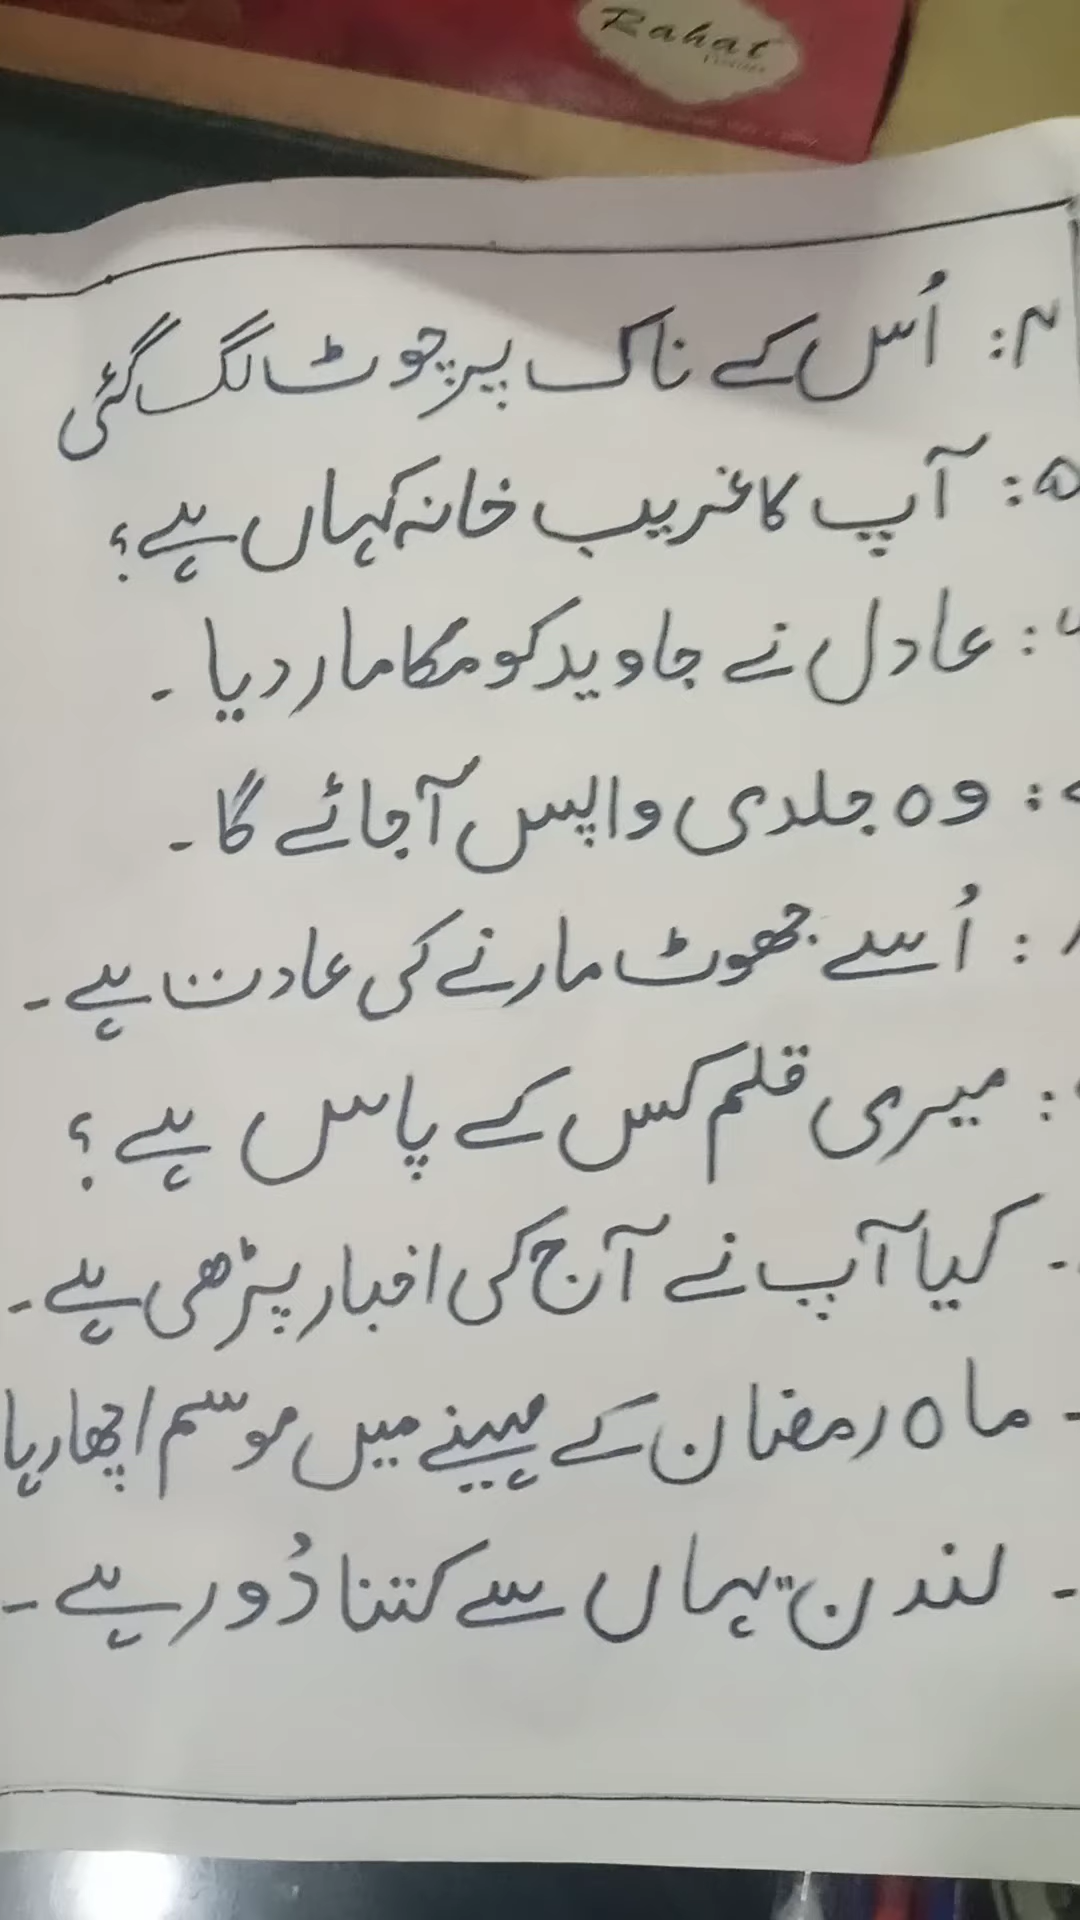 Rahat
۴: اُس کے ناک پر چوٹ لگ گئی
۵: آپ کا غریب خانہ کہاں ہے؟
۶: عادل نے جاوید کو مکا مار دیا ۔
: وہ جلدی واپس آجائے گا ۔
: اُسے جھوٹ مارنے کی عادت ہے ۔
: میری قلم کس کے پاس ہے؟
۔ کیا آپ نے آج کی اخبار پڑھی ہے ۔
۔ ماہ رمضان کے مہینے میں موسم اچھا رہا
۔ لندن یہاں سے کتنا دُور ہے ۔